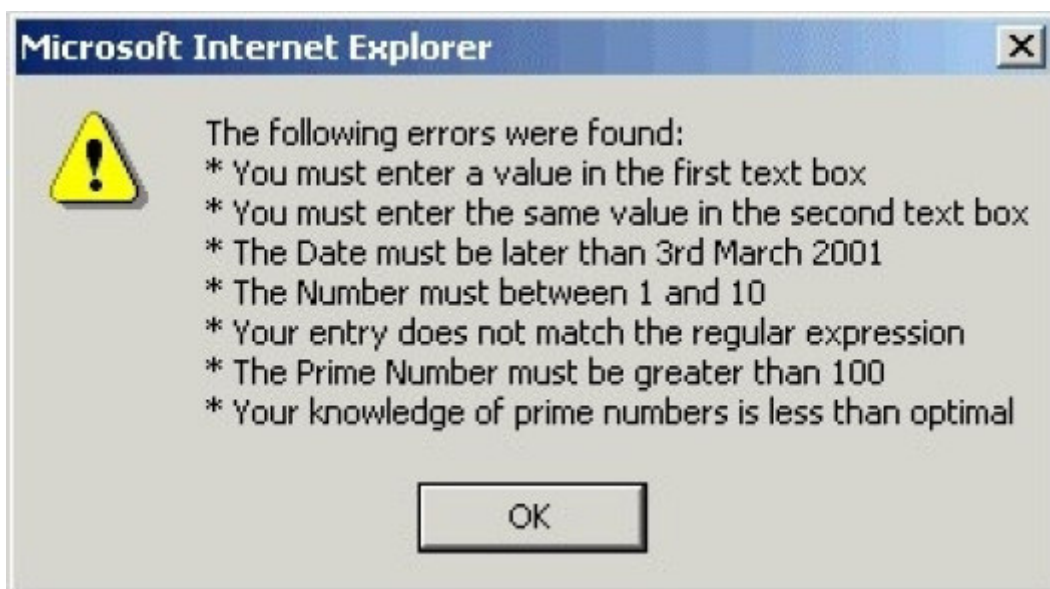 Microsoft Internet Explorer
The following errors were found:
* You must enter a value in the first text box
* You must enter the same value in the second text box
* The Date must be later than 3rd March 2001
* The Number must between 1 and 10
* Your entry does not match the regular expression
* The Prime Number must be greater than 100
* Your knowledge of prime numbers is less than optimal
OK